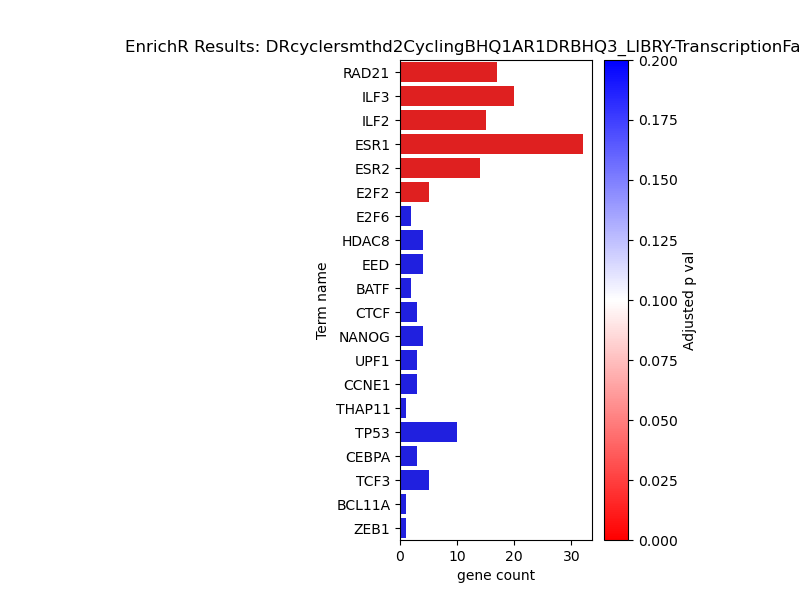 EnrichR Results: DRcyclersmthd2CyclingBHQ1AR1DRBHQ3_LIBRY-TranscriptionFa
RAD21
ILF3
ILF2
ESR1
ESR2
E2F2
E2F6
HDAC8
EED
BATF
CTCF
NANOG
UPF1
CCNE1
THAP11
TP53
CEBPA
TCF3
BCL11A
ZEB1
Term name
0 10 20 30
gene count
0.200
0.175
0.150
0.125
0.100
0.075
0.050
0.025
0.000
Adjusted p val